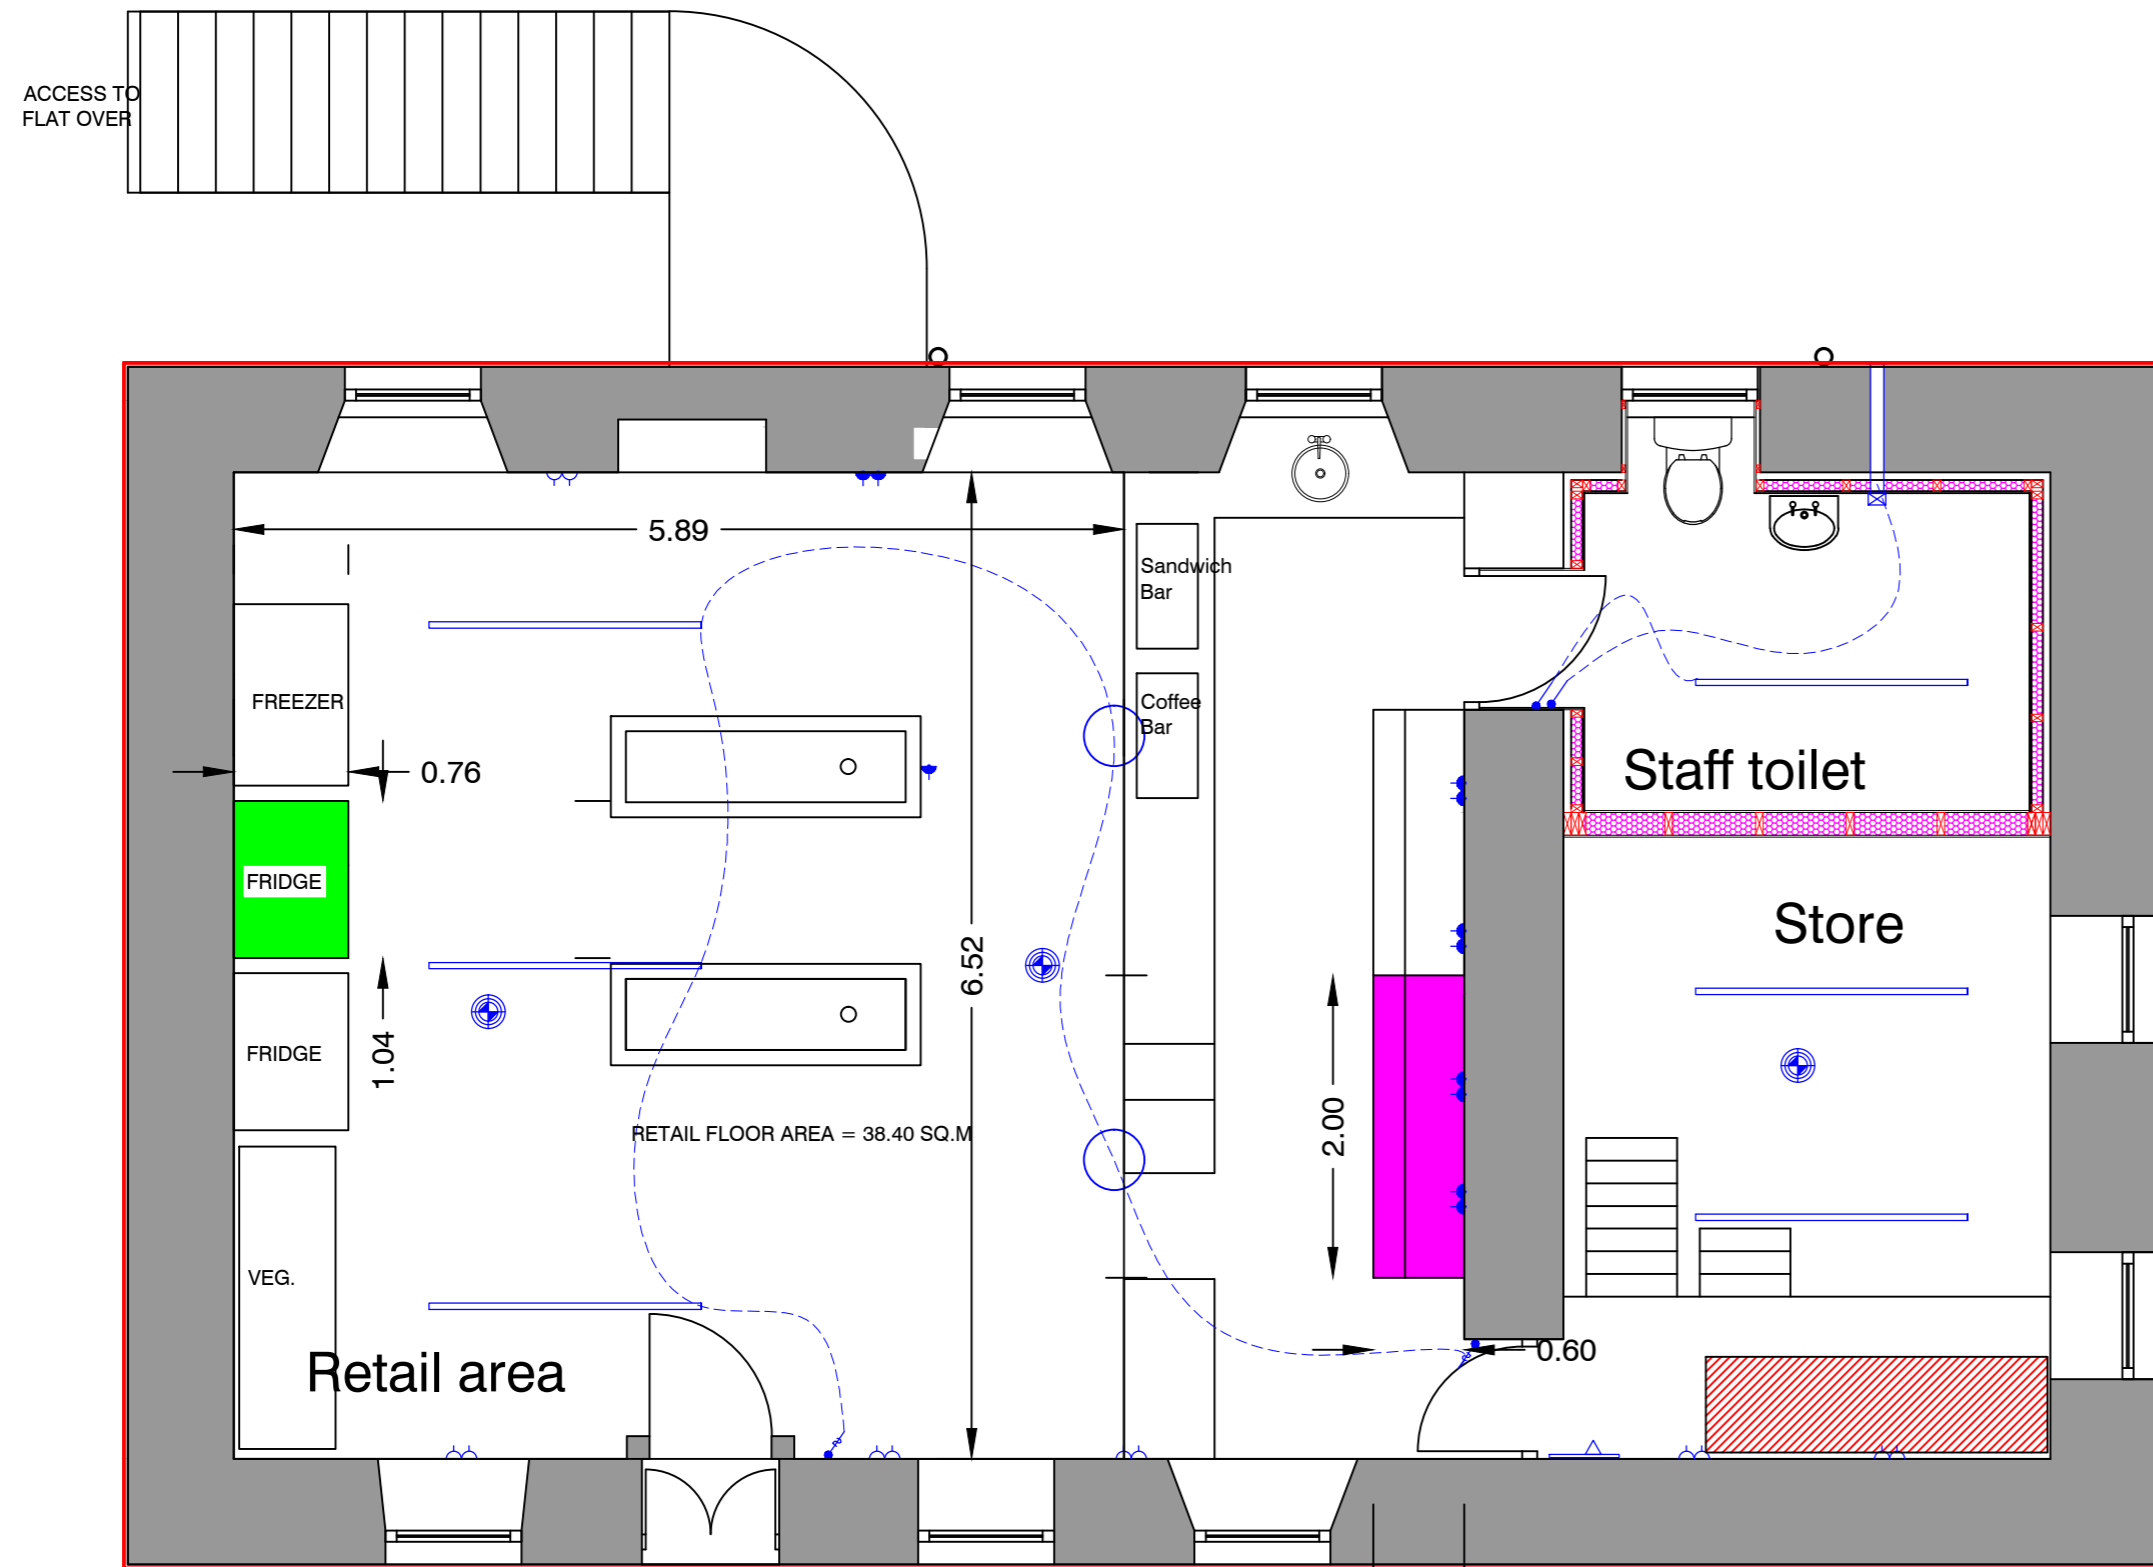 ACCESS TO
FLAT OVER
5.89
Sandwich
Bar
FREEZER
Coffee
Bar
0.76
Staff toilet
FRIDGE
Store
6.52
FRIDGE
1.04
RETAIL FLOOR AREA = 38.40 SQ.M
2.00
VEG.
0.60
Retail area